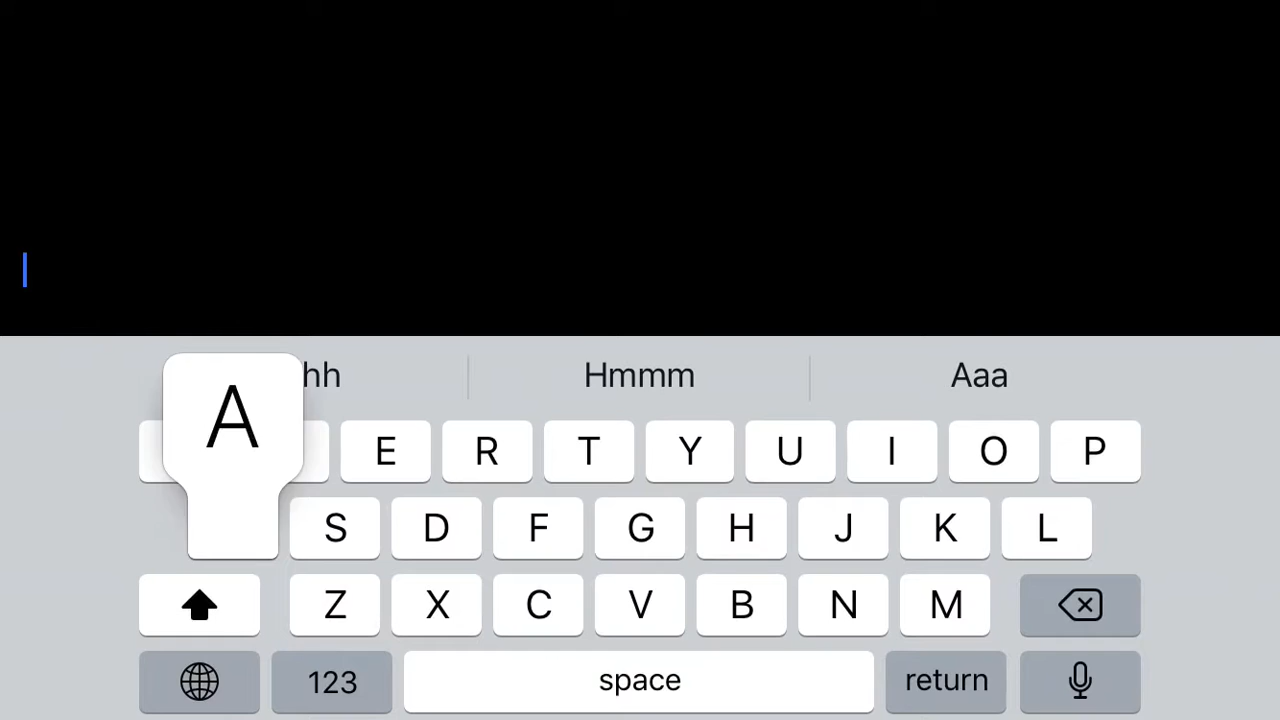 hh Hmmm Aaa
A
E R T Y U I O P
S D F G H J K L
Z X C V B N M
123 space return